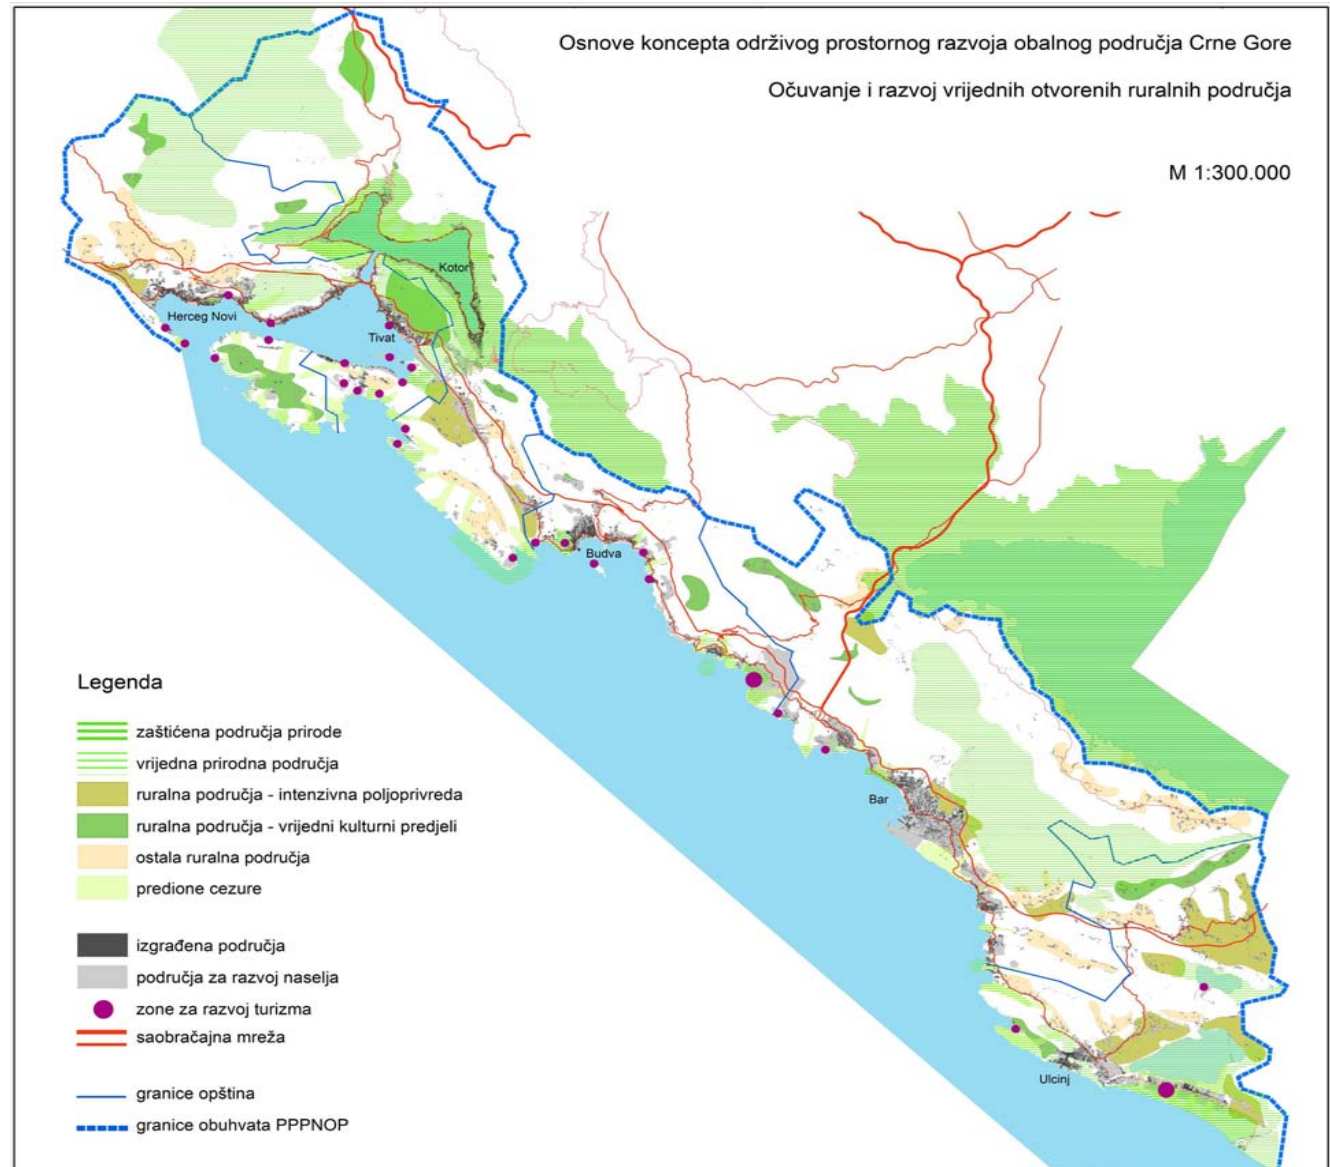 Osnove koncepta održivog prostornog razvoja obalnog područja Crne Gore
Očuvanje i razvoj vrijednih otvorenih ruralnih područja
M 1:300.000
Kotor
Herceg Novi
Tivat
Budva
Bar
Ulcinj
Legenda
zaštićena područja prirode
vrijedna prirodna područja
ruralna područja - intenzivna poljoprivreda
ruralna područja - vrijedni kulturni predjeli
ostala ruralna područja
predione cezure
izgrađena područja
područja za razvoj naselja
zone za razvoj turizma
saobračajna mreža
granice opština
granice obuhvata PPPNOP